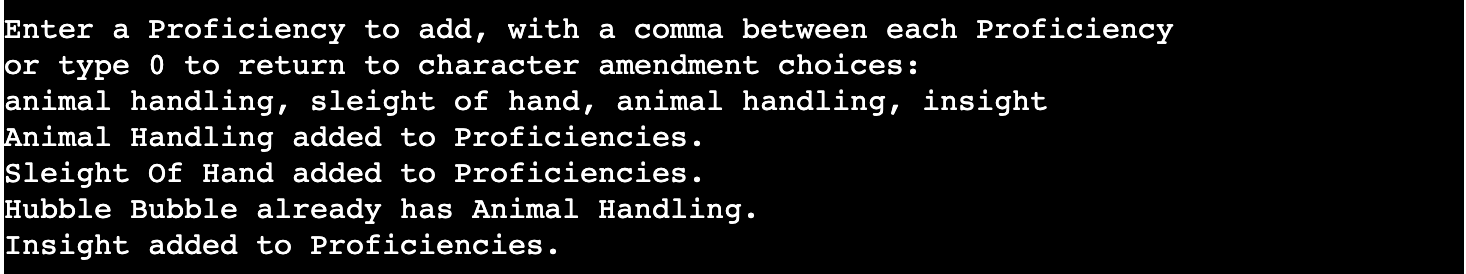 Enter a Proficiency to add, with a comma between each Proficiency
or type 0 to return to character amendment choices:
animal handling, sleight of hand, animal handling, insight
Animal Handling added to Proficiencies.
Sleight Of Hand added to Proficiencies.
Hubble Bubble already has Animal Handling.
Insight added to Proficiencies.